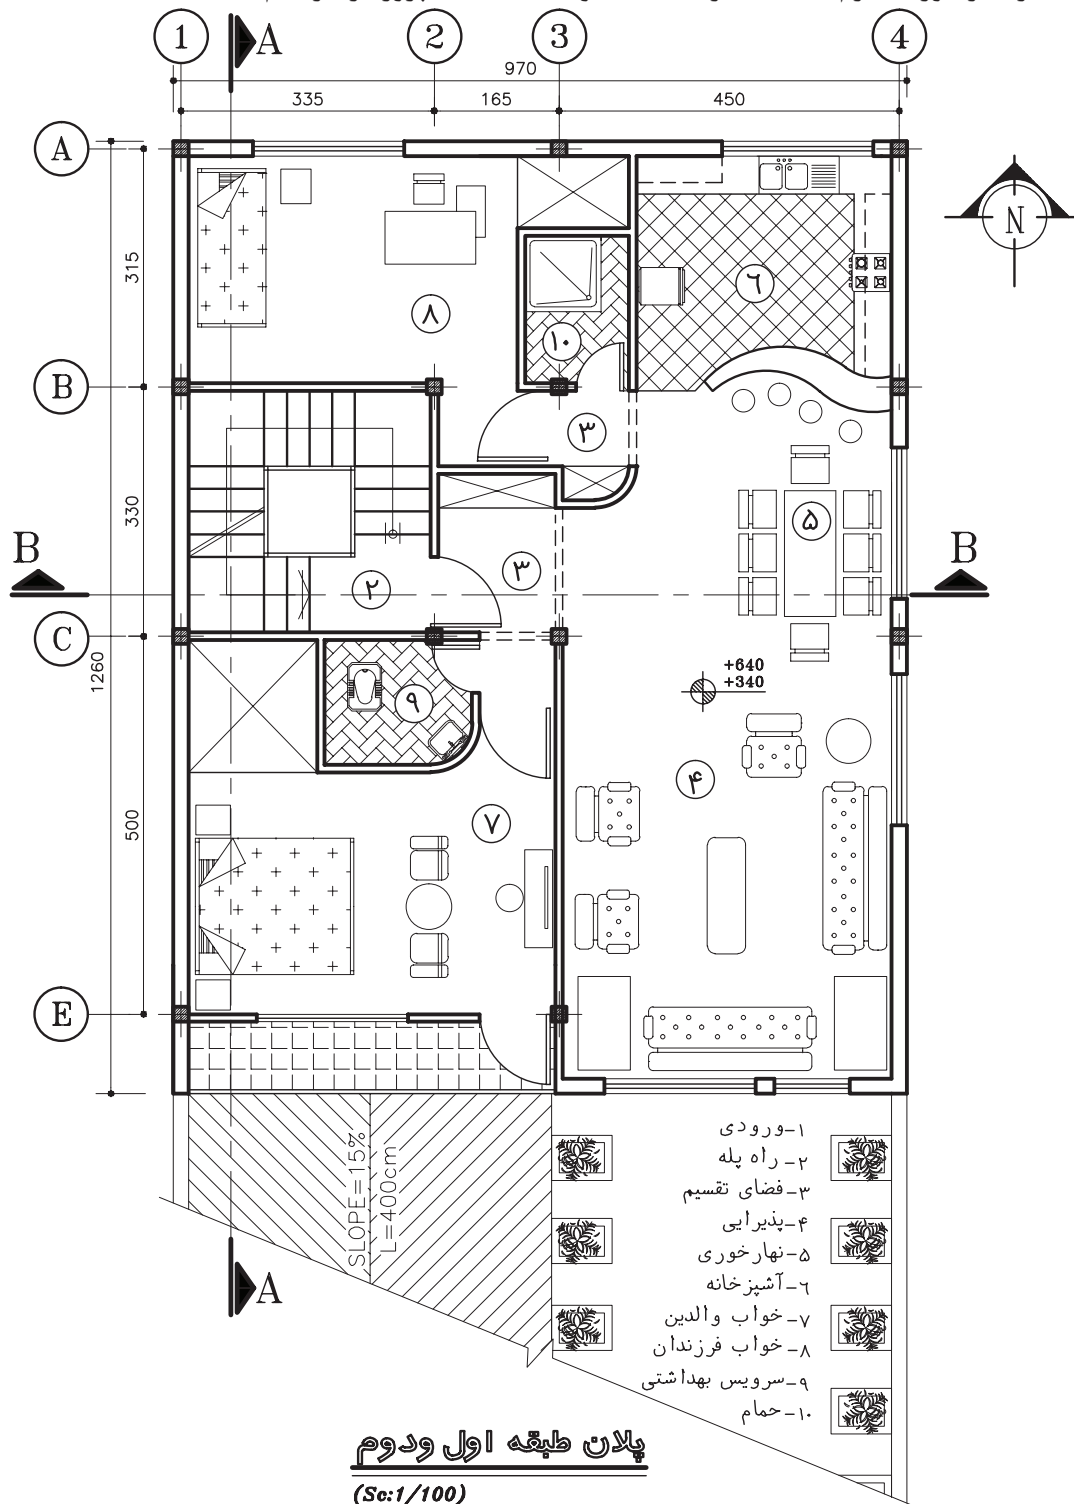 1
A
2
3
4
970
335
165
450
A
N
315
۸
۱۰
۶
B
۳
330
۵
B
B
۳
۲
C
1260
+640
+340
۹
۴
500
۷
E
SLOPE=15%
L=400cm
۱-ورودی
۲-راه پله
۳-فضای تقسیم
۴-پذیرایی
۵-نهارخوری
۶-آشپزخانه
۷-خواب والدین
۸-خواب فرزندان
۹-سرویس بهداشتی
۱۰-حمام
A
پلان طبقه اول ودوم
(Sc:1/100)